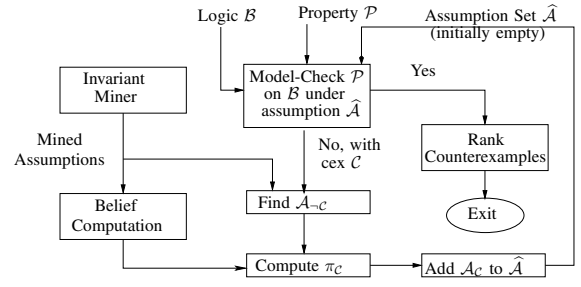 Logic ℬ
Property 𝒫
Assumption Set 𝒜̂
(initially empty)
Invariant
Miner
Model-Check 𝒫
on ℬ under
assumption 𝒜̂
Yes
Mined
Assumptions
No, with
cex 𝒞
Rank
Counterexamples
Belief
Computation
Find 𝒜¬𝒞
Exit
Compute π𝒞
Add 𝒜𝒞 to 𝒜̂